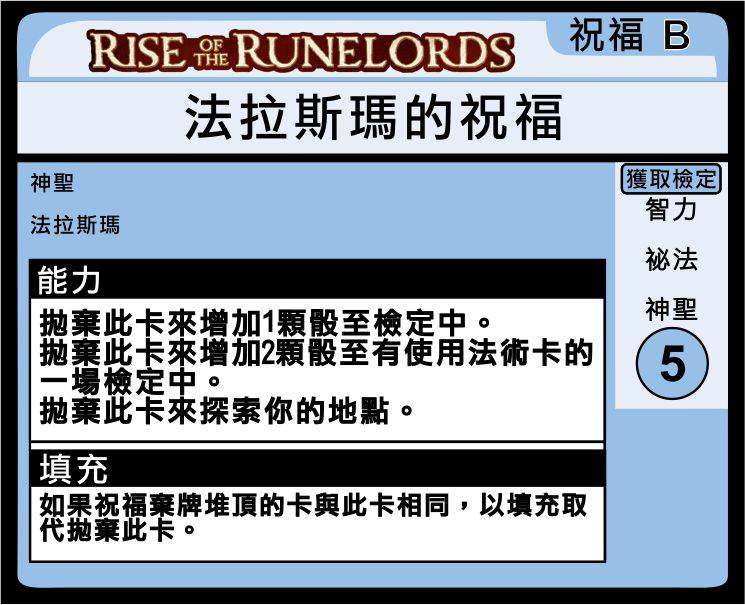 RISE OF THE RUNELORDS
祝福 B
法拉斯瑪的祝福
神聖
法拉斯瑪
獲取檢定
智力
祕法
神聖
5
能力
拋棄此卡來增加1顆骰至檢定中。
拋棄此卡來增加2顆骰至有使用法術卡的
一場檢定中。
拋棄此卡來探索你的地點。
填充
如果祝福棄牌堆頂的卡與此卡相同，以填充取
代拋棄此卡。